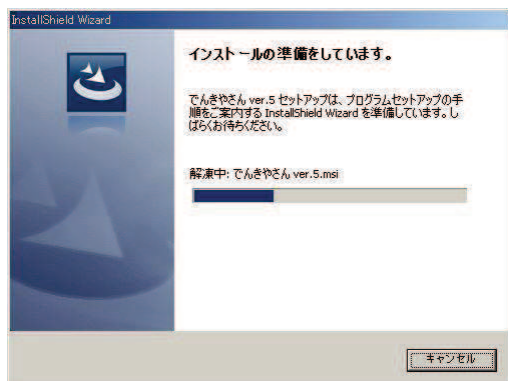 InstallShield Wizard
インストールの準備をしています。
でんきやさん ver.5 セットアップは、プログラムセットアップの手
順をご案内する InstallShield Wizard を準備しています。し
ばらくお待ちください。
解凍中: でんきやさん ver.5.msi
キャンセル